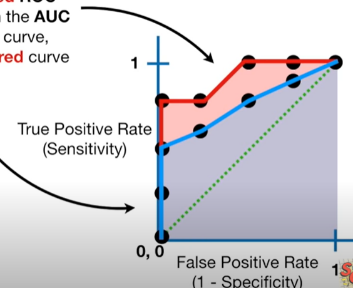 the AUC
curve,
red curve
1
True Positive Rate
(Sensitivity)
0, 0
False Positive Rate
1
(1 - Specificity)